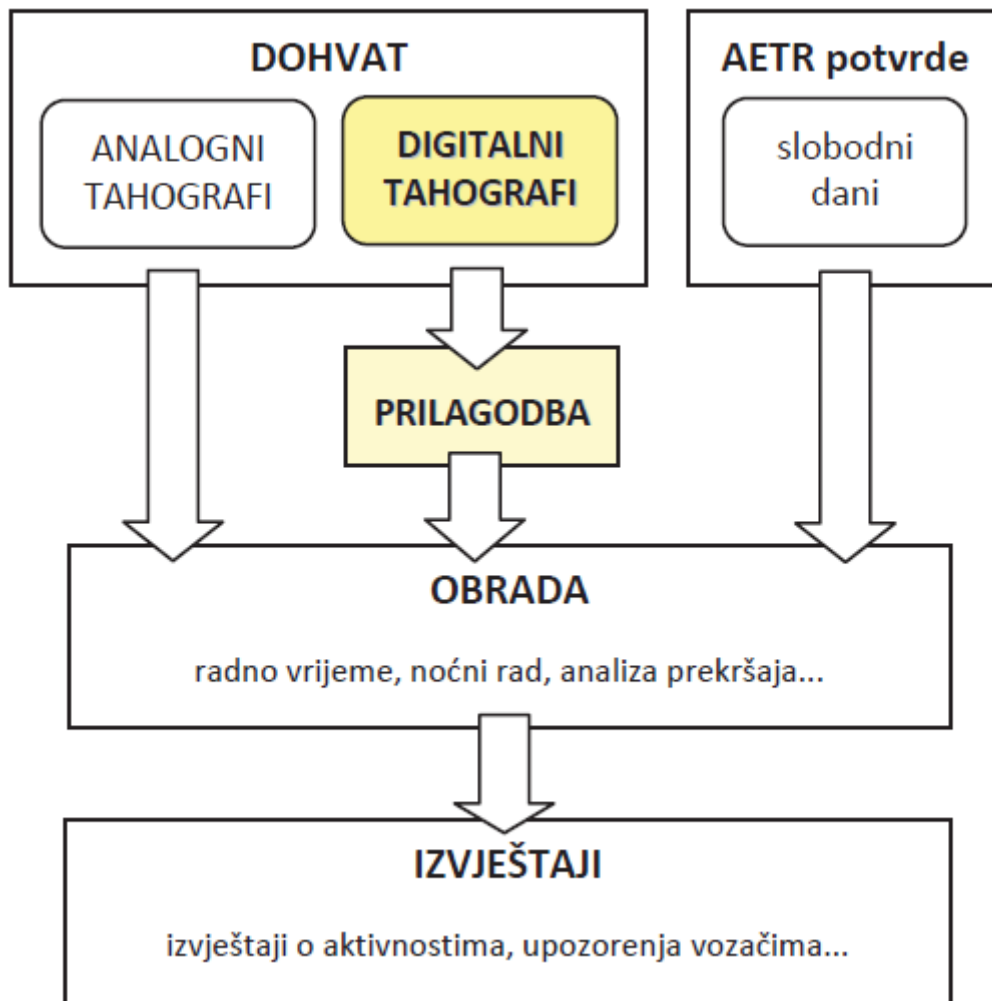 DOHVAT
ANALOGNI
TAHOGRAFI
DIGITALNI
TAHOGRAFI
AETR potvrde
slobodni
dani
PRILAGODBA
OBRADA
radno vrijeme, noćni rad, analiza prekršaja...
IZVJEŠTAJI
izvještaji o aktivnostima, upozorenja vozačima...